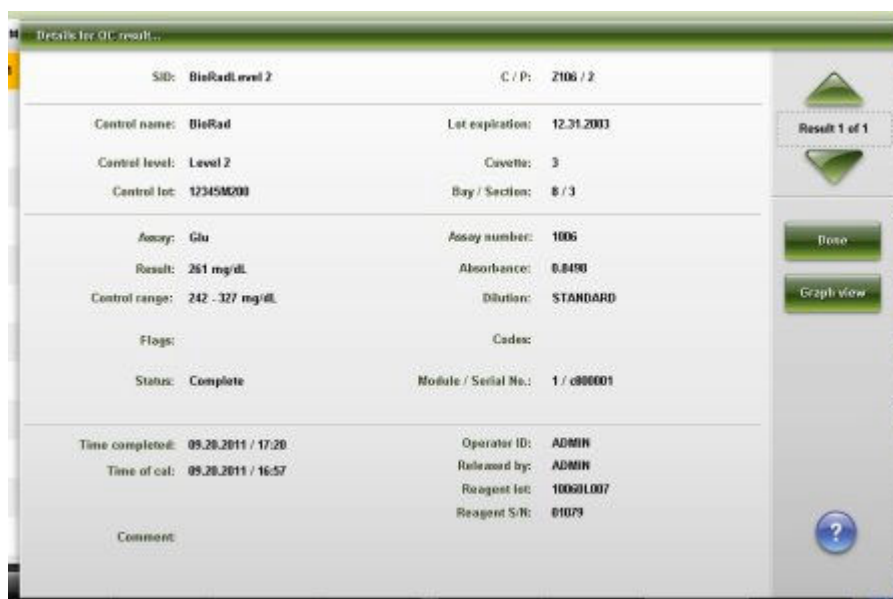 Details for QC result...
SID: BioRadLevel 2 C / P: Z106 / 2
Control name: BioRad Lot expiration: 12.31.2003
Control level: Level 2 Cuvette: 3
Control lot: 12345M200 Bay / Section: 8 / 3
Assay: Glu Assay number: 1006
Result: 261 mg/dL Absorbance: 0.8498
Control range: 242 - 327 mg/dL Dilution: STANDARD
Flags: Codes:
Status: Complete Module / Serial No.: 1 / c800001
Time completed: 09.20.2011 / 17:20 Operator ID: ADMIN
Time of cal: 09.20.2011 / 16:57 Released by: ADMIN
Reagent lot: 10060L007
Reagent S/N: 01079
Comment:
Result 1 of 1
Done
Graph view
?